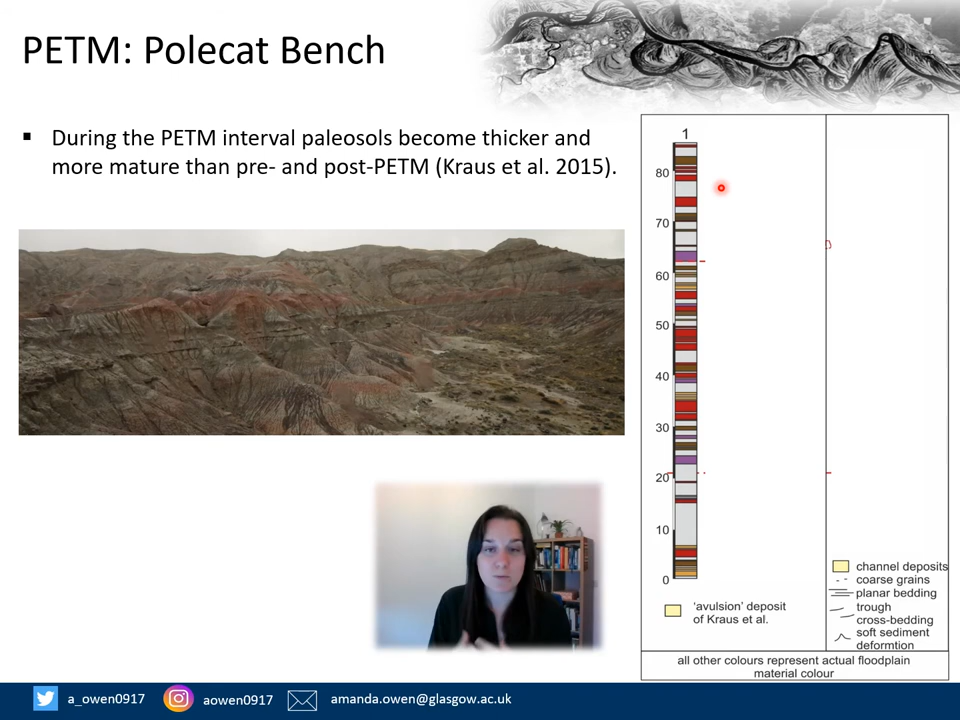 PETM: Polecat Bench
▪ During the PETM interval paleosols become thicker and
more mature than pre- and post-PETM (Kraus et al. 2015).
1
80
70
60
50
40
30
20
10
0
'avulsion' deposit
of Kraus et al.
channel deposits
coarse grains
planar bedding
trough
cross-bedding
soft sediment
deformtion
all other colours represent actual floodplain
material colour
a_owen0917
aowen0917
amanda.owen@glasgow.ac.uk